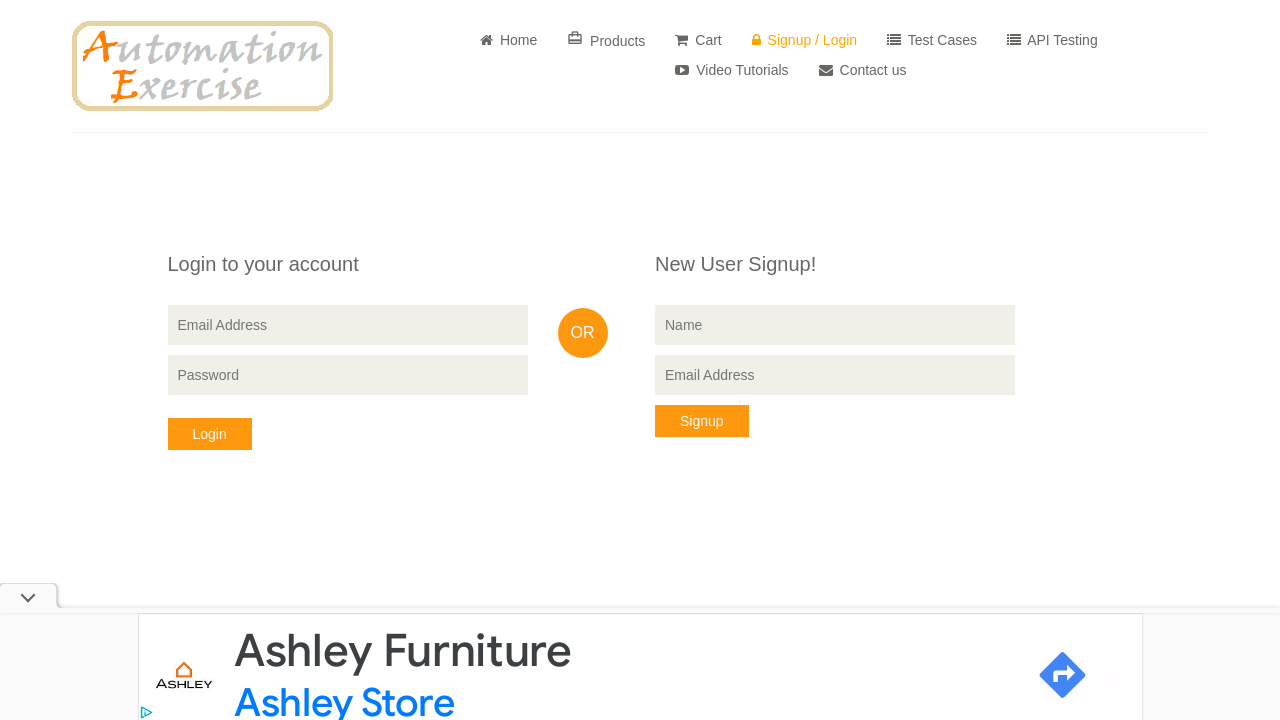 Automation
Exercise
Home
Products
Cart
Signup / Login
Test Cases
API Testing
Video Tutorials
Contact us
Login to your account
Email Address
Password
Login
OR
New User Signup!
Name
Email Address
Signup
ASHLEY
Ashley Furniture
Ashley Store